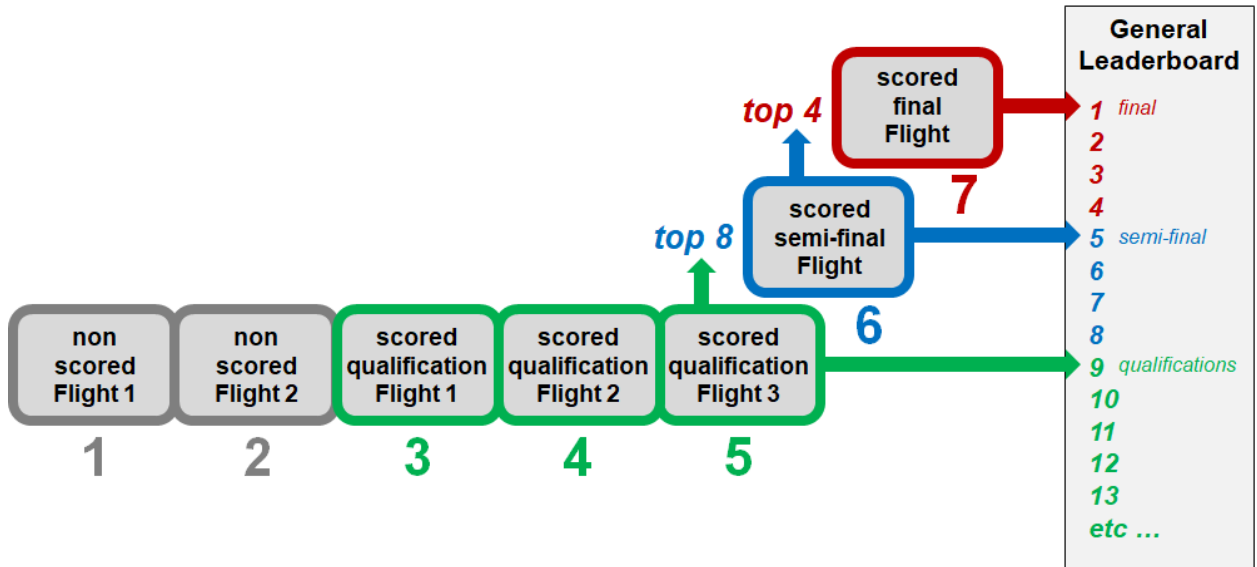 General
Leaderboard
scored
final
Flight
top 4
1 final
2
3
4
7
scored
semi-final
Flight
top 8
5 semi-final
6
7
8
6
non
scored
Flight 1
non
scored
Flight 2
scored
qualification
Flight 1
scored
qualification
Flight 2
scored
qualification
Flight 3
9 qualifications
10
11
12
13
etc ...
1
2
3
4
5